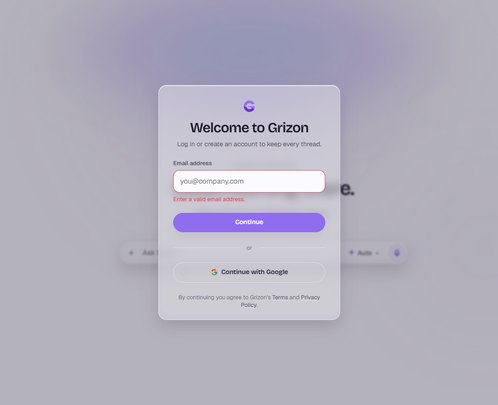 Welcome to Grizon
Log in or create an account to keep every thread.
Email address
you@company.com
Enter a valid email address.
Continue
or
Continue with Google
By continuing you agree to Grizon's Terms and Privacy
Policy.
e.
+ Ask
Auto